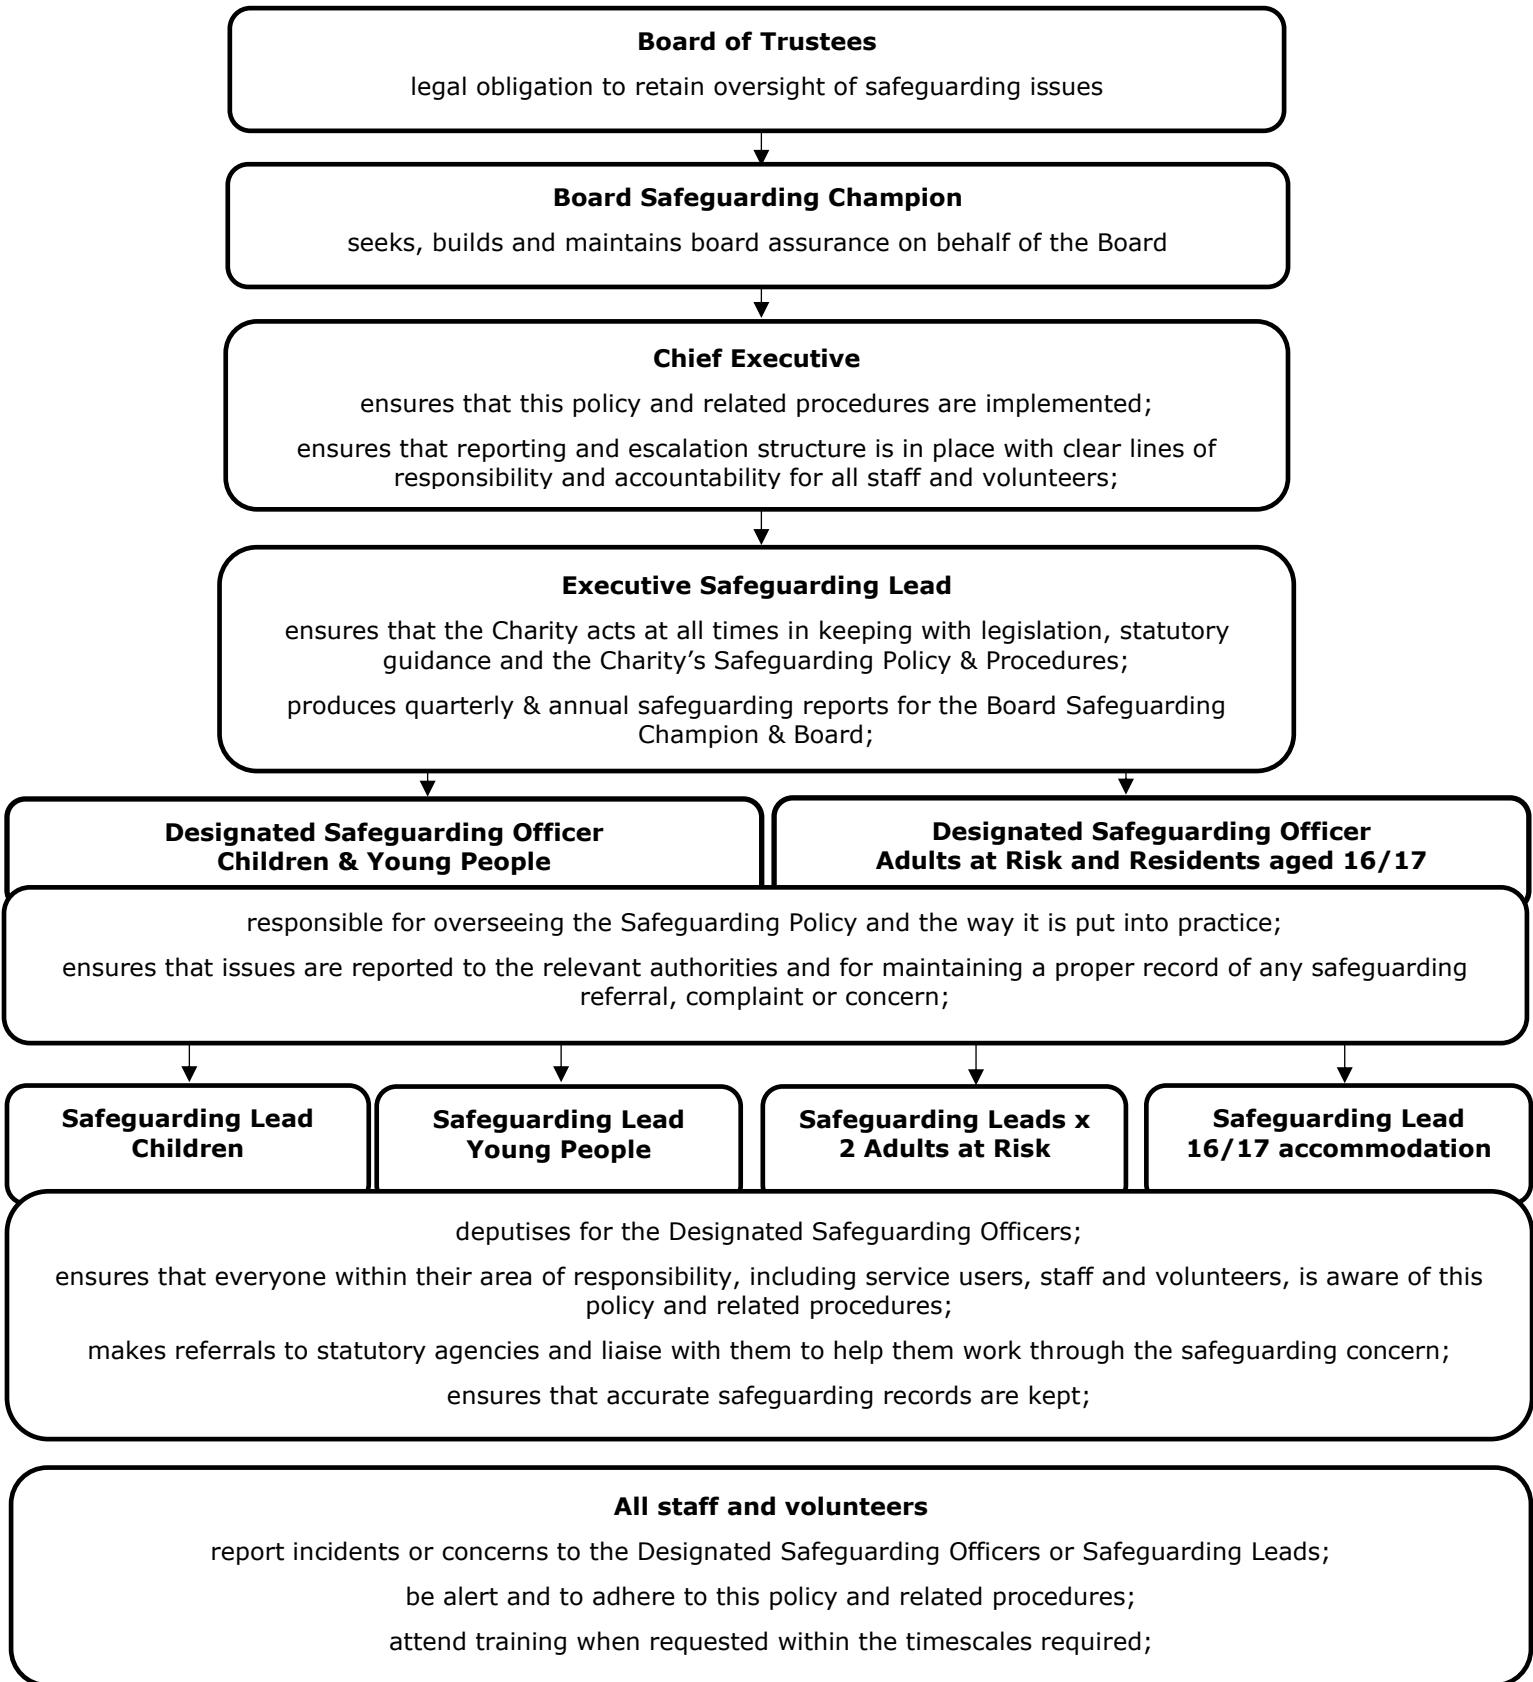 Board of Trustees
legal obligation to retain oversight of safeguarding issues
Board Safeguarding Champion
seeks, builds and maintains board assurance on behalf of the Board
Chief Executive
ensures that this policy and related procedures are implemented;
ensures that reporting and escalation structure is in place with clear lines of
responsibility and accountability for all staff and volunteers;
Executive Safeguarding Lead
ensures that the Charity acts at all times in keeping with legislation, statutory
guidance and the Charity’s Safeguarding Policy & Procedures;
produces quarterly & annual safeguarding reports for the Board Safeguarding
Champion & Board;
Designated Safeguarding Officer
Children & Young People
Designated Safeguarding Officer
Adults at Risk and Residents aged 16/17
responsible for overseeing the Safeguarding Policy and the way it is put into practice;
ensures that issues are reported to the relevant authorities and for maintaining a proper record of any safeguarding
referral, complaint or concern;
Safeguarding Lead
Children
Safeguarding Lead
Young People
Safeguarding Leads x
2 Adults at Risk
Safeguarding Lead
16/17 accommodation
deputises for the Designated Safeguarding Officers;
ensures that everyone within their area of responsibility, including service users, staff and volunteers, is aware of this
policy and related procedures;
makes referrals to statutory agencies and liaise with them to help them work through the safeguarding concern;
ensures that accurate safeguarding records are kept;
All staff and volunteers
report incidents or concerns to the Designated Safeguarding Officers or Safeguarding Leads;
be alert and to adhere to this policy and related procedures;
attend training when requested within the timescales required;